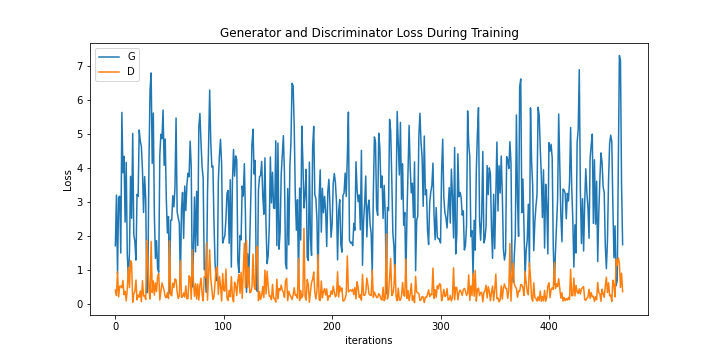 Generator and Discriminator Loss During Training
G
D
Loss
7
6
5
4
3
2
1
0
0 100 200 300 400
iterations